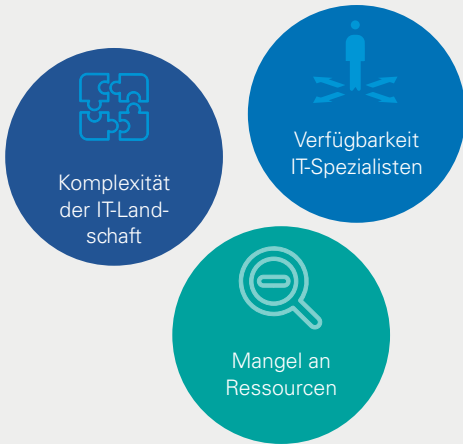 Verfügbarkeit
IT-Spezialisten
Komplexität
der IT-Land-
schaft
Mangel an
Ressourcen